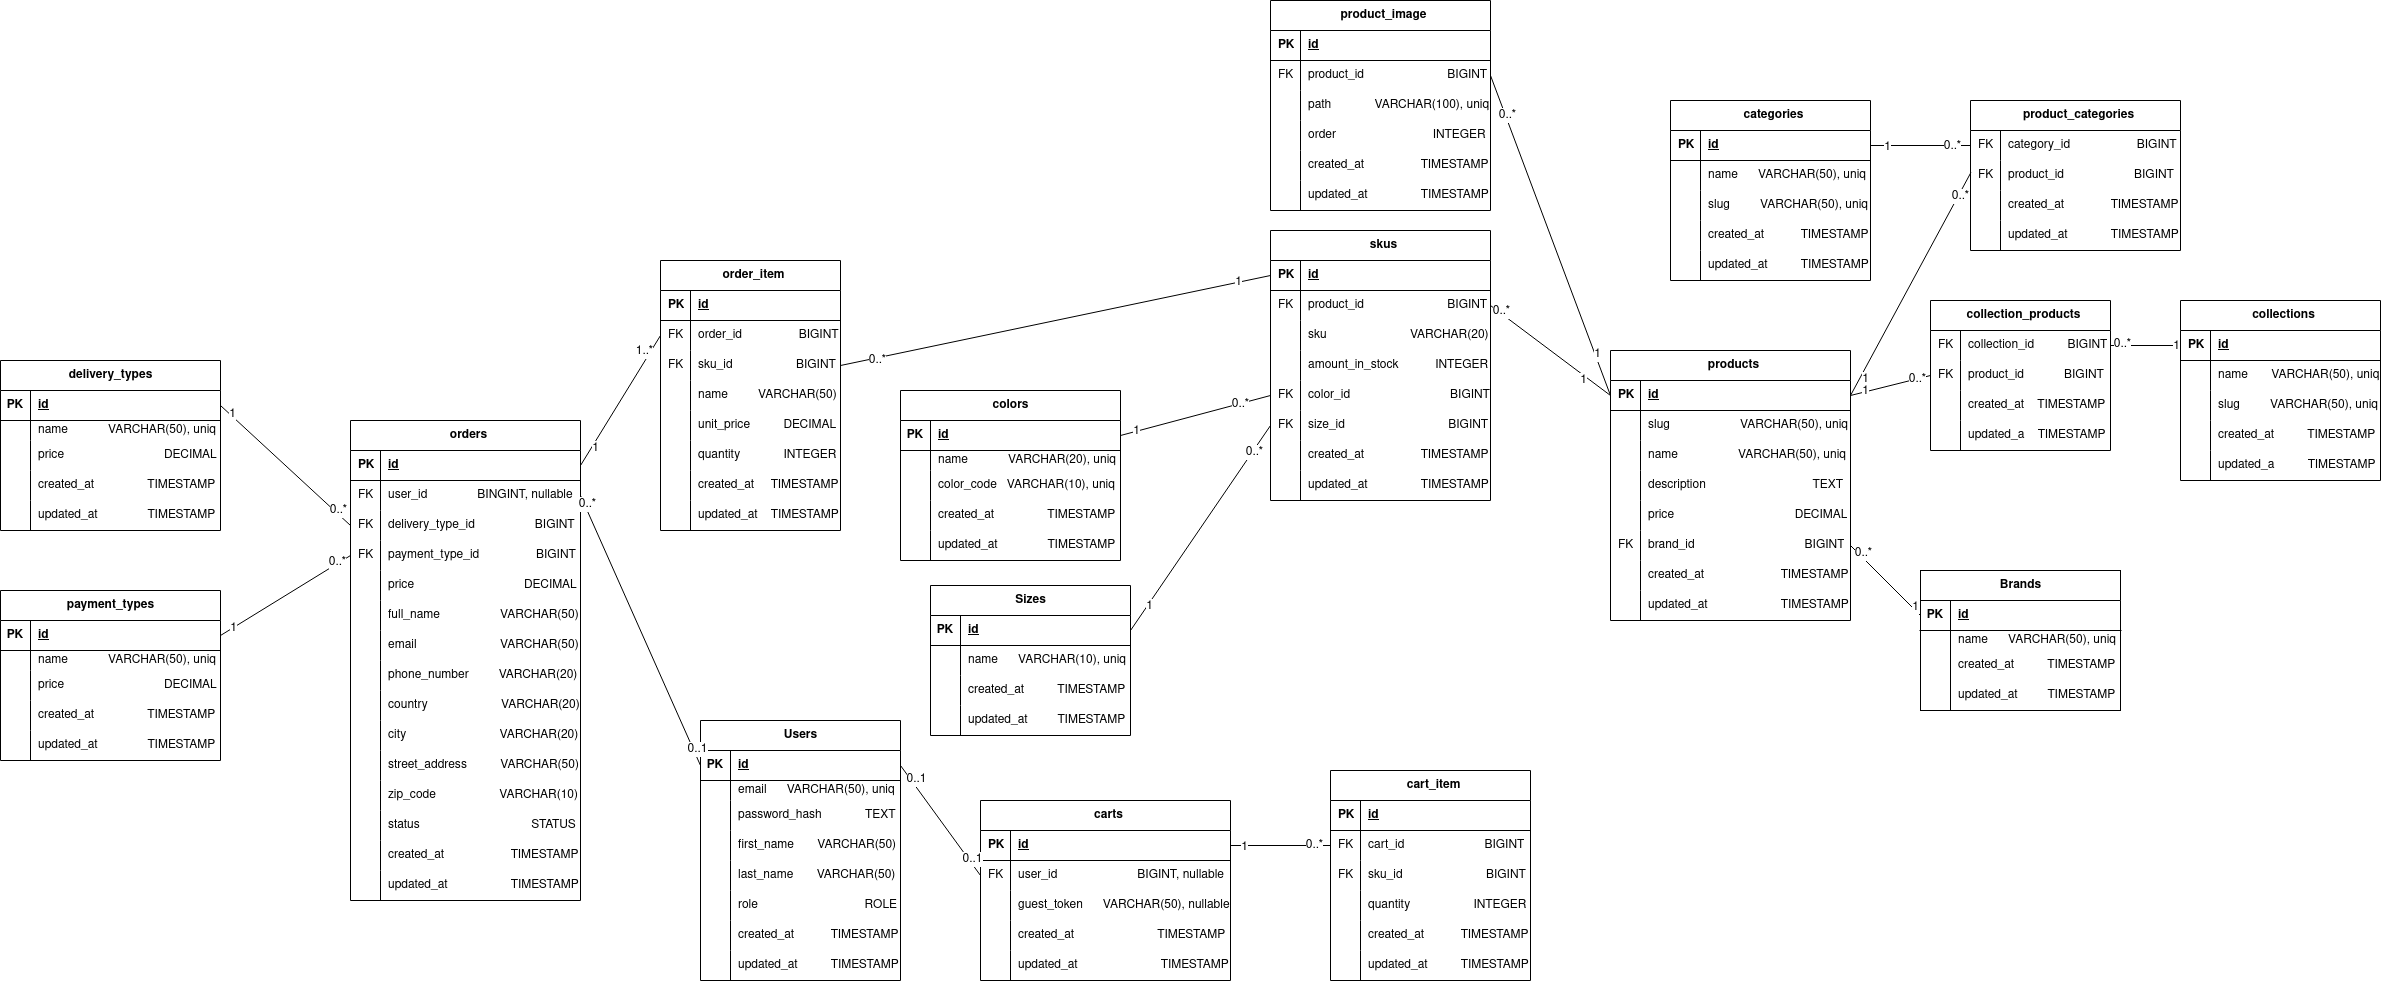 product_image
PK id
FK product_id BIGINT
path VARCHAR(100), uniq
order INTEGER
created_at TIMESTAMP
updated_at TIMESTAMP
0..*
1
categories
PK id
name VARCHAR(50), uniq
slug VARCHAR(50), uniq
created_at TIMESTAMP
updated_at TIMESTAMP
1
0..*
product_categories
FK category_id BIGINT
FK product_id BIGINT
created_at TIMESTAMP
updated_at TIMESTAMP
0..*
1
skus
PK id
FK product_id BIGINT
sku VARCHAR(20)
amount_in_stock INTEGER
FK color_id BIGINT
FK size_id BIGINT
created_at TIMESTAMP
updated_at TIMESTAMP
0..*
1
order_item
PK id
FK order_id BIGINT
FK sku_id BIGINT
name VARCHAR(50)
unit_price DECIMAL
quantity INTEGER
created_at TIMESTAMP
updated_at TIMESTAMP
0..*
1
1..*
1
collection_products
FK collection_id BIGINT
FK product_id BIGINT
created_at TIMESTAMP
updated_a TIMESTAMP
0..*
1
0..*
1
collections
PK id
name VARCHAR(50), uniq
slug VARCHAR(50), uniq
created_at TIMESTAMP
updated_a TIMESTAMP
products
PK id
slug VARCHAR(50), uniq
name VARCHAR(50), uniq
description TEXT
price DECIMAL
FK brand_id BIGINT
created_at TIMESTAMP
updated_at TIMESTAMP
0..*
1
delivery_types
PK id
name VARCHAR(50), uniq
price DECIMAL
created_at TIMESTAMP
updated_at TIMESTAMP
1
0..*
colors
PK id
name VARCHAR(20), uniq
color_code VARCHAR(10), uniq
created_at TIMESTAMP
updated_at TIMESTAMP
1
0..*
orders
PK id
FK user_id BINGINT, nullable
FK delivery_type_id BIGINT
FK payment_type_id BIGINT
price DECIMAL
full_name VARCHAR(50)
email VARCHAR(50)
phone_number VARCHAR(20)
country VARCHAR(20)
city VARCHAR(20)
street_address VARCHAR(50)
zip_code VARCHAR(10)
status STATUS
created_at TIMESTAMP
updated_at TIMESTAMP
0..*
0..1
Brands
PK id
name VARCHAR(50), uniq
created_at TIMESTAMP
updated_at TIMESTAMP
Sizes
PK id
name VARCHAR(10), uniq
created_at TIMESTAMP
updated_at TIMESTAMP
1
0..*
payment_types
PK id
name VARCHAR(50), uniq
price DECIMAL
created_at TIMESTAMP
updated_at TIMESTAMP
1
0..*
Users
PK id
email VARCHAR(50), uniq
password_hash TEXT
first_name VARCHAR(50)
last_name VARCHAR(50)
role ROLE
created_at TIMESTAMP
updated_at TIMESTAMP
0..1
0..1
carts
PK id
FK user_id BIGINT, nullable
guest_token VARCHAR(50), nullable
created_at TIMESTAMP
updated_at TIMESTAMP
1
0..*
cart_item
PK id
FK cart_id BIGINT
FK sku_id BIGINT
quantity INTEGER
created_at TIMESTAMP
updated_at TIMESTAMP